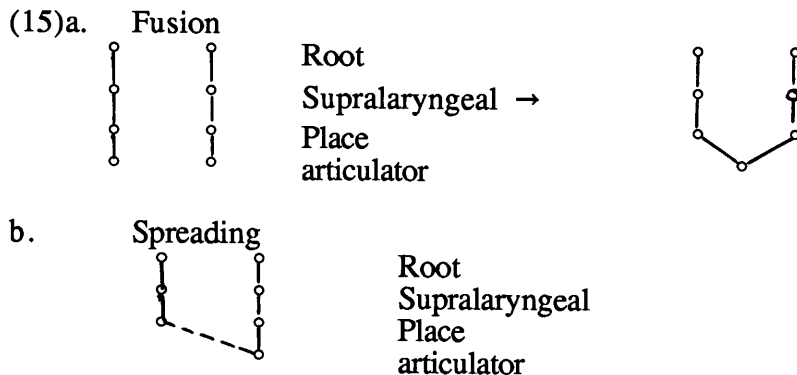 (15)a. Fusion
Root
Supralaryngeal →
Place
articulator
b. Spreading
Root
Supralaryngeal
Place
articulator